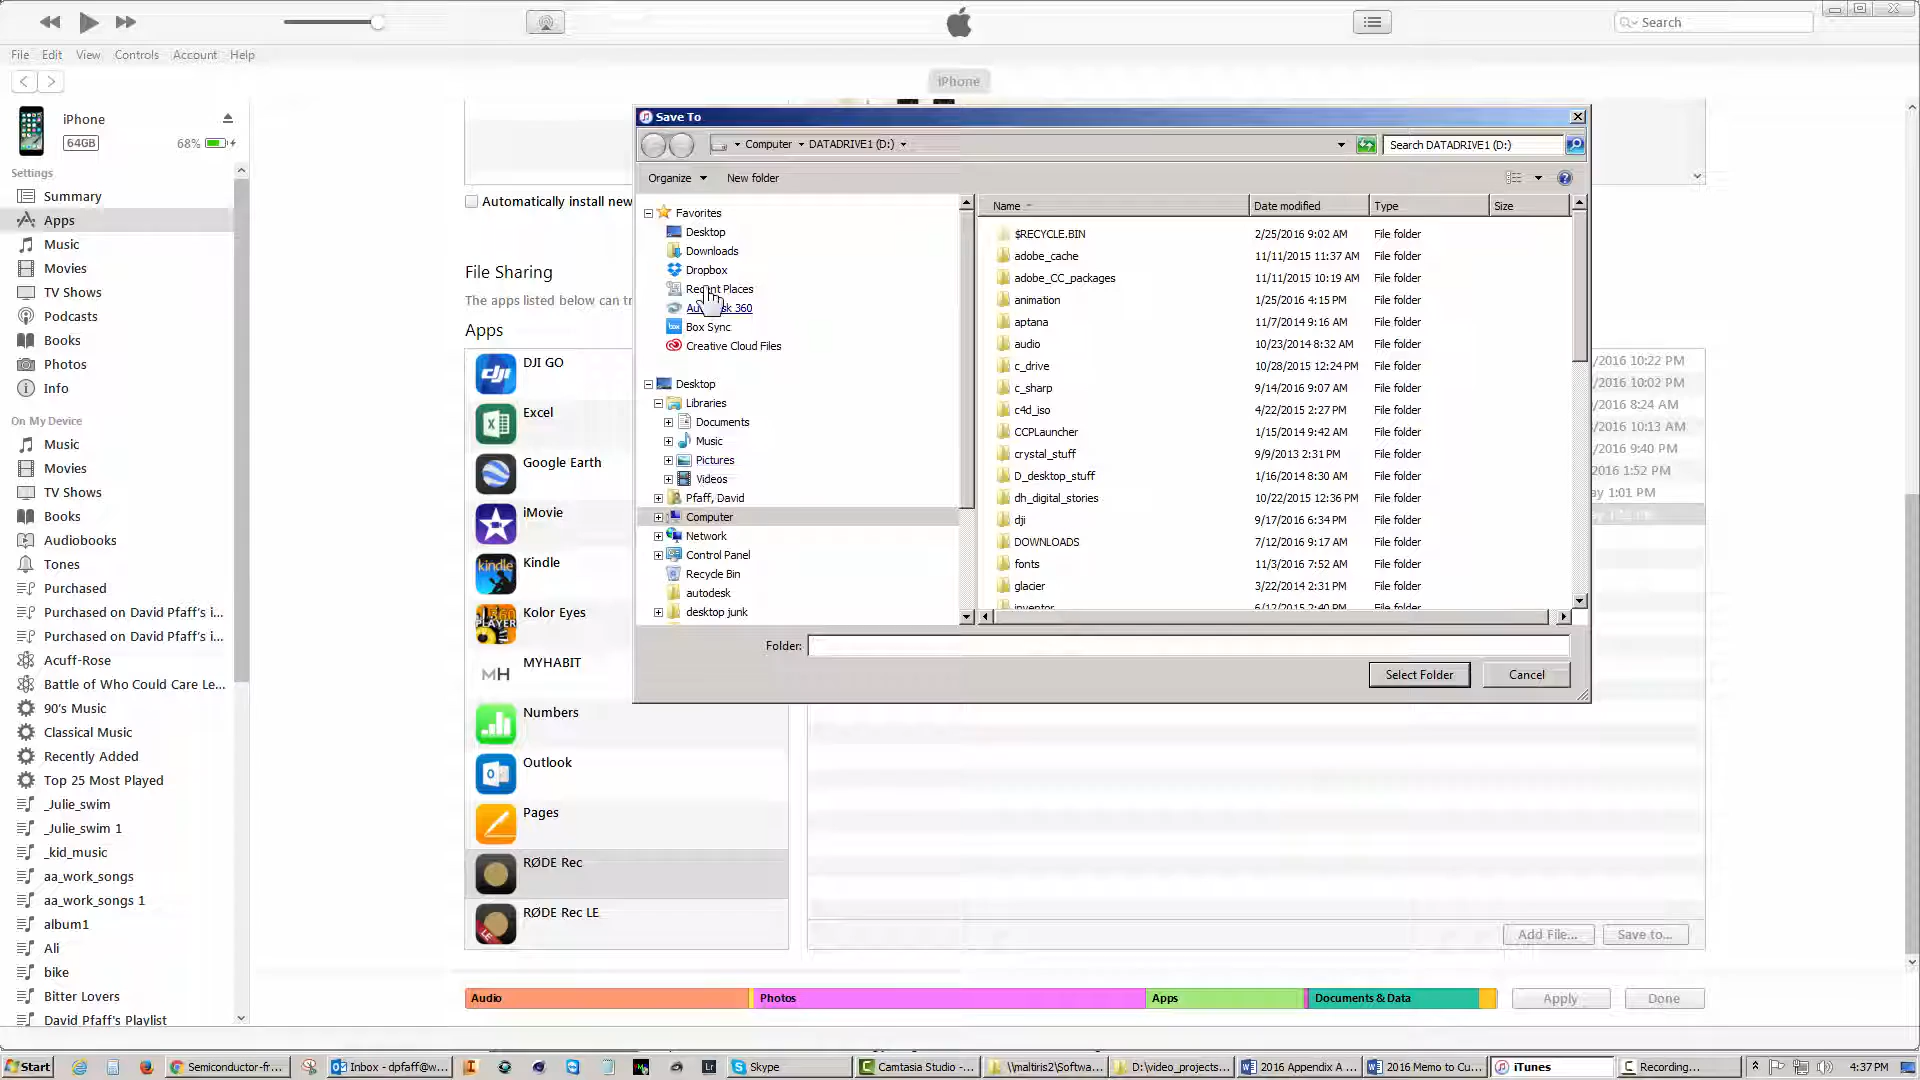 Search
File Edit View Controls Account Help
iPhone
iPhone
64GB
68%
Settings
Summary
Apps
Music
Movies
TV Shows
Podcasts
Books
Photos
Info
On My Device
Music
Movies
TV Shows
Books
Audiobooks
Tones
Purchased
Purchased on David Pfaff's i...
Purchased on David Pfaff's i...
Acuff-Rose
Battle of Who Could Care Le...
90's Music
Classical Music
Recently Added
Top 25 Most Played
_Julie_swim
_Julie_swim 1
_kid_music
aa_work_songs
aa_work_songs 1
album1
Ali
bike
Bitter Lovers
David Pfaff's Playlist
Automatically install new
File Sharing
The apps listed below can tr
Apps
DJI GO
Excel
Google Earth
iMovie
Kindle
Kolor Eyes
MYHABIT
Numbers
Outlook
Pages
RØDE Rec
RØDE Rec LE
Save To
Computer DATADRIVE1 (D:)
Search DATADRIVE1 (D:)
Organize New folder
Favorites
Desktop
Downloads
Dropbox
Recent Places
360
Box Sync
Creative Cloud Files
Desktop
Libraries
Documents
Music
Pictures
Videos
Pfaff, David
Computer
Network
Control Panel
Recycle Bin
autodesk
desktop junk
Name Date modified Type Size
$RECYCLE.BIN 2/25/2016 9:02 AM File folder
adobe_cache 11/11/2015 11:37 AM File folder
adobe_CC_packages 11/11/2015 10:19 AM File folder
animation 1/25/2016 4:15 PM File folder
aptana 11/7/2014 9:16 AM File folder
audio 10/23/2014 8:32 AM File folder
c_drive 10/28/2015 12:24 PM File folder
c_sharp 9/14/2016 9:07 AM File folder
c4d_iso 4/22/2015 2:27 PM File folder
CCPLauncher 1/15/2014 9:42 AM File folder
crystal_stuff 9/9/2013 2:31 PM File folder
D_desktop_stuff 1/16/2014 8:30 AM File folder
dh_digital_stories 10/22/2015 12:36 PM File folder
dji 9/17/2016 6:34 PM File folder
DOWNLOADS 7/12/2016 9:17 AM File folder
fonts 11/3/2016 7:52 AM File folder
glacier 3/22/2014 2:31 PM File folder
inventor 6/12/2015 2:40 PM File folder
Folder:
Select Folder Cancel
/2016 10:22 PM
/2016 10:02 PM
/2016 8:24 AM
/2016 10:13 AM
/2016 9:40 PM
/2016 1:52 PM
ay 1:01 PM
Add File... Save to...
Audio Photos Apps Documents & Data Apply Done
Start Semiconductor-fr... Inbox - dpfaff@w... Skype Camtasia Studio -... \\maltiris2\Softwa... D:\video_projects... 2016 Appendix A ... 2016 Memo to Cu... iTunes Recording... 4:37 PM